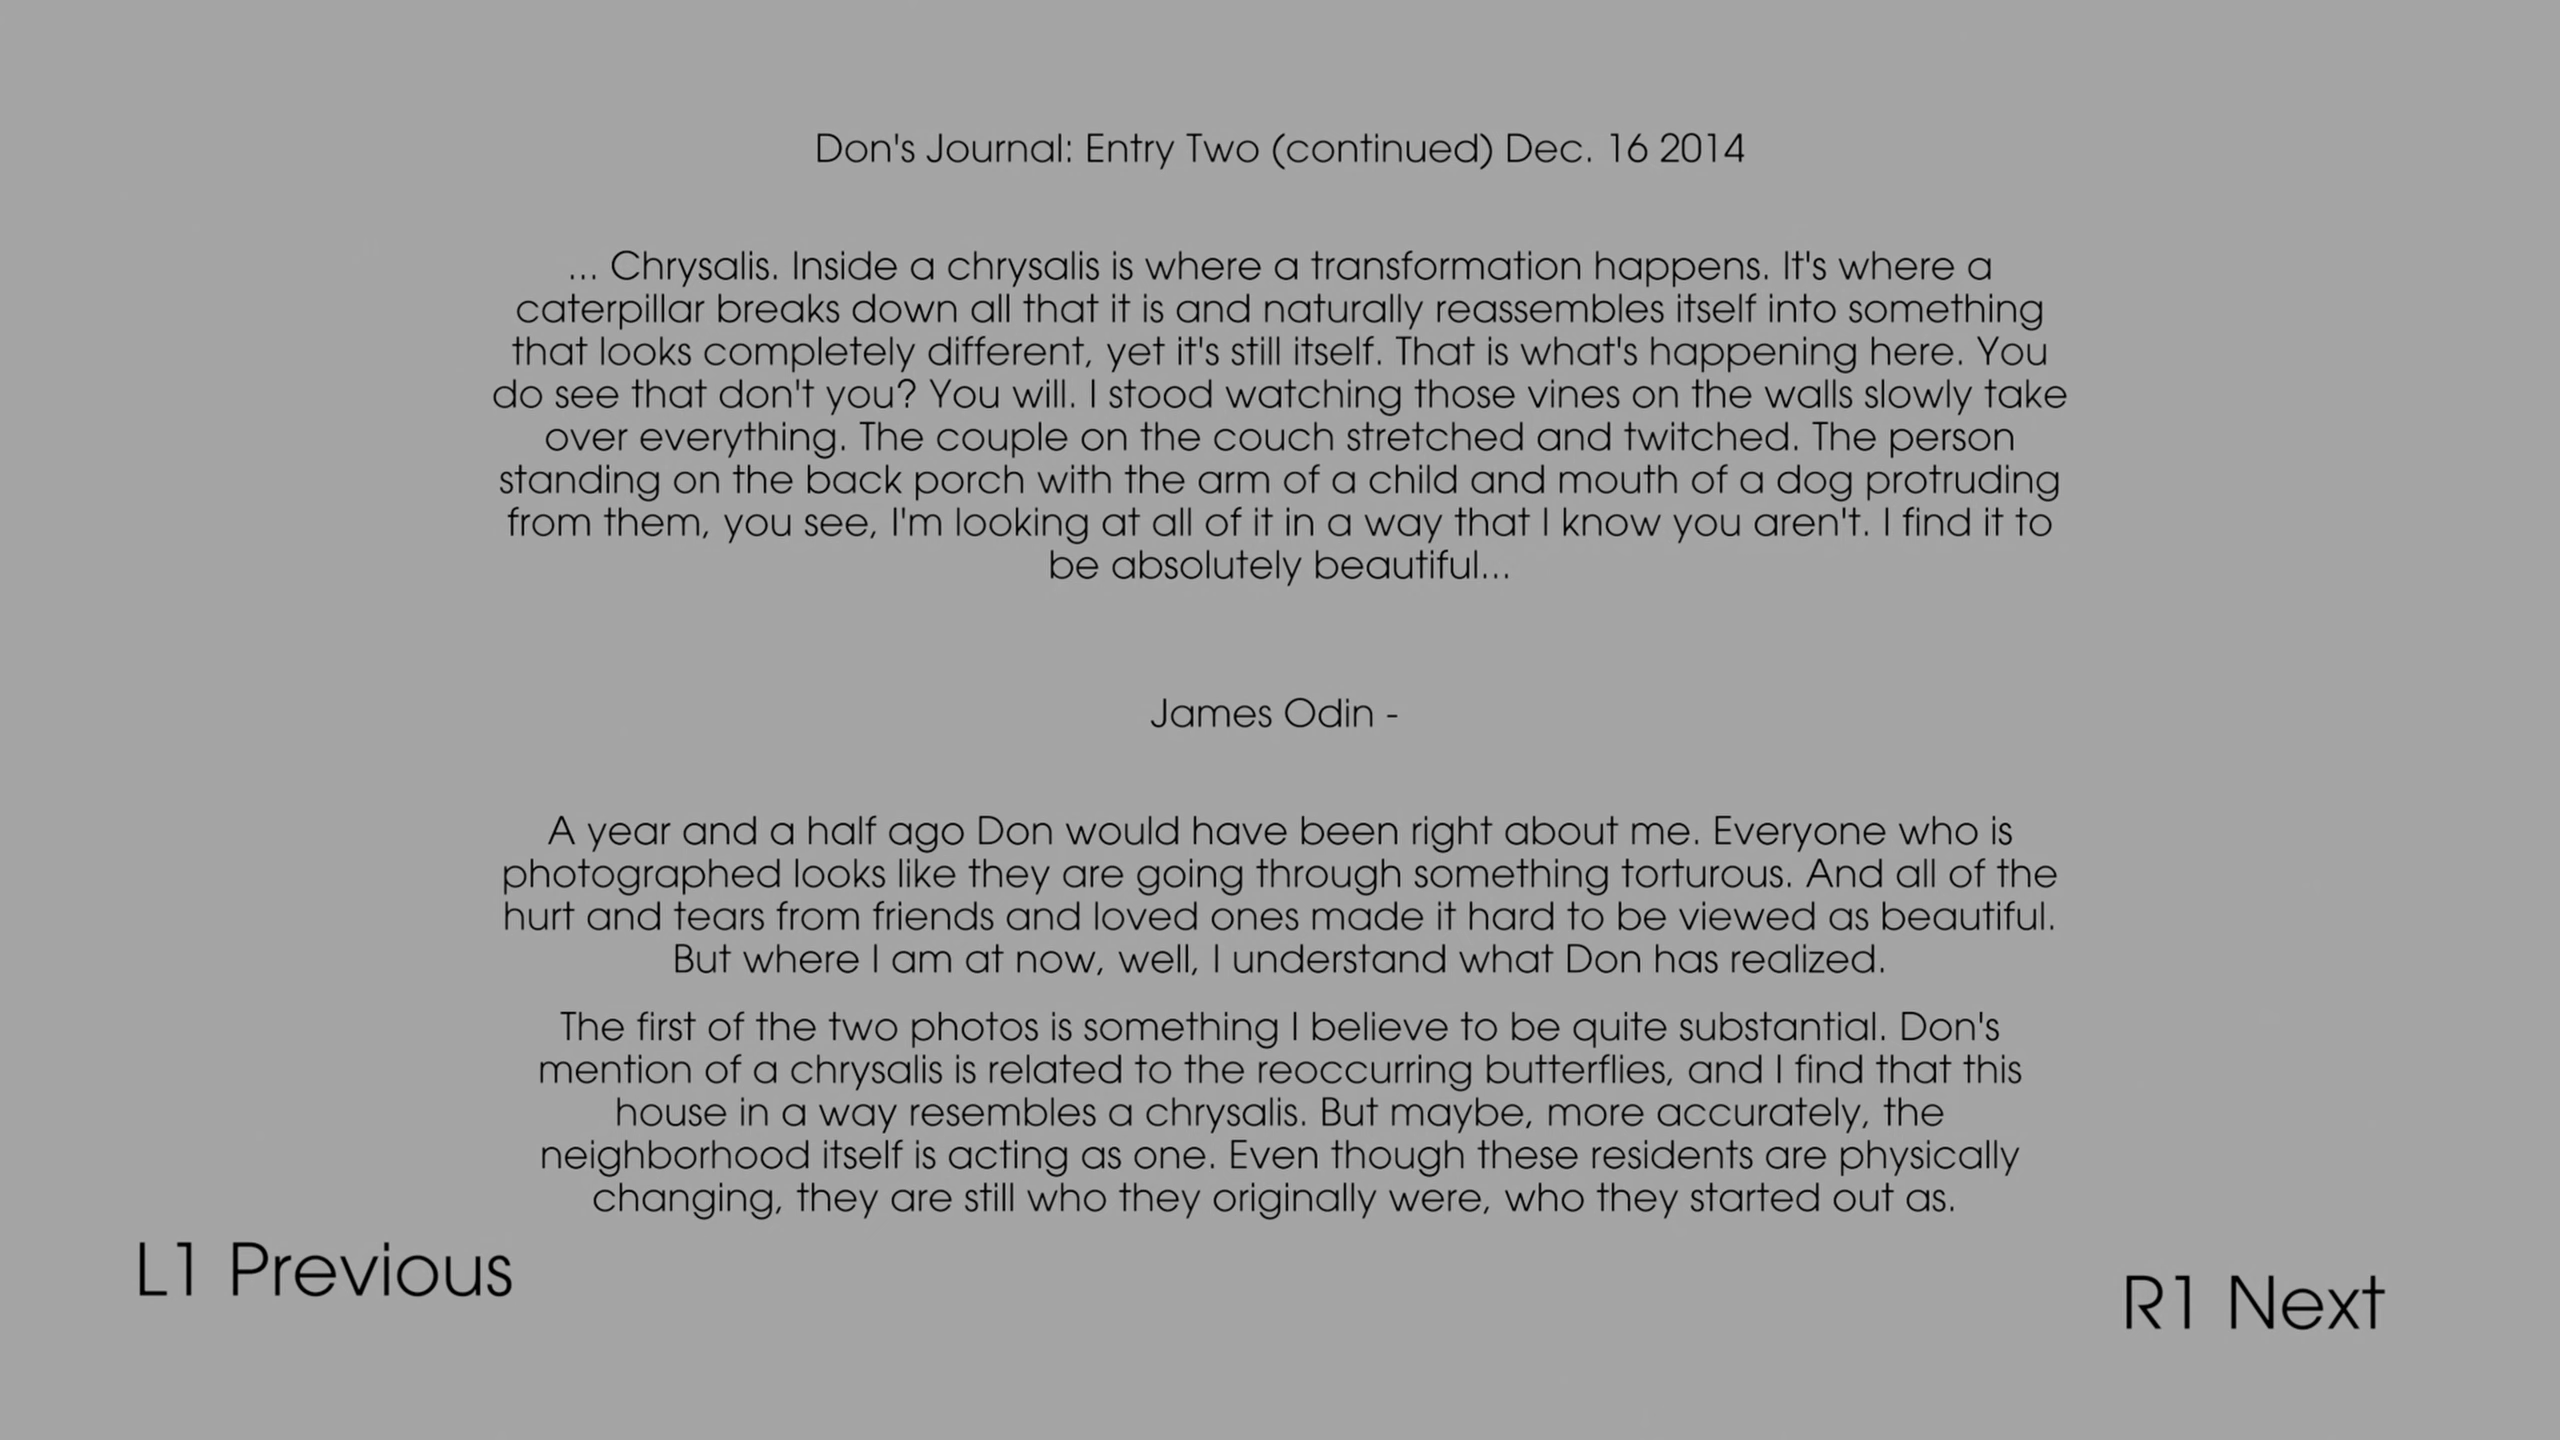 Don's Journal: Entry Two (continued) Dec. 16 2014
... Chrysalis. Inside a chrysalis is where a transformation happens. It's where a
caterpillar breaks down all that it is and naturally reassembles itself into something
that looks completely different, yet it's still itself. That is what's happening here. You
do see that don't you? You will. I stood watching those vines on the walls slowly take
over everything. The couple on the couch stretched and twitched. The person
standing on the back porch with the arm of a child and mouth of a dog protruding
from them, you see, I'm looking at all of it in a way that I know you aren't. I find it to
be absolutely beautiful...
James Odin -
A year and a half ago Don would have been right about me. Everyone who is
photographed looks like they are going through something torturous. And all of the
hurt and tears from friends and loved ones made it hard to be viewed as beautiful.
But where I am at now, well, I understand what Don has realized.
The first of the two photos is something I believe to be quite substantial. Don's
mention of a chrysalis is related to the reoccurring butterflies, and I find that this
house in a way resembles a chrysalis. But maybe, more accurately, the
neighborhood itself is acting as one. Even though these residents are physically
changing, they are still who they originally were, who they started out as.
L1 Previous
R1 Next